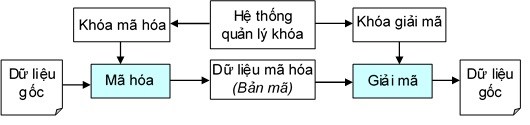 Khóa mã hóa
Hệ thống
quản lý khóa
Khóa giải mã
Dữ liệu
gốc
Mã hóa
Dữ liệu mã hóa
(Bản mã)
Giải mã
Dữ liệu
gốc